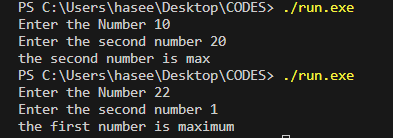 PS C:\Users\hasee\Desktop\CODES> ./run.exe
Enter the Number 10
Enter the second number 20
the second number is max
PS C:\Users\hasee\Desktop\CODES> ./run.exe
Enter the Number 22
Enter the second number 1
the first number is maximum